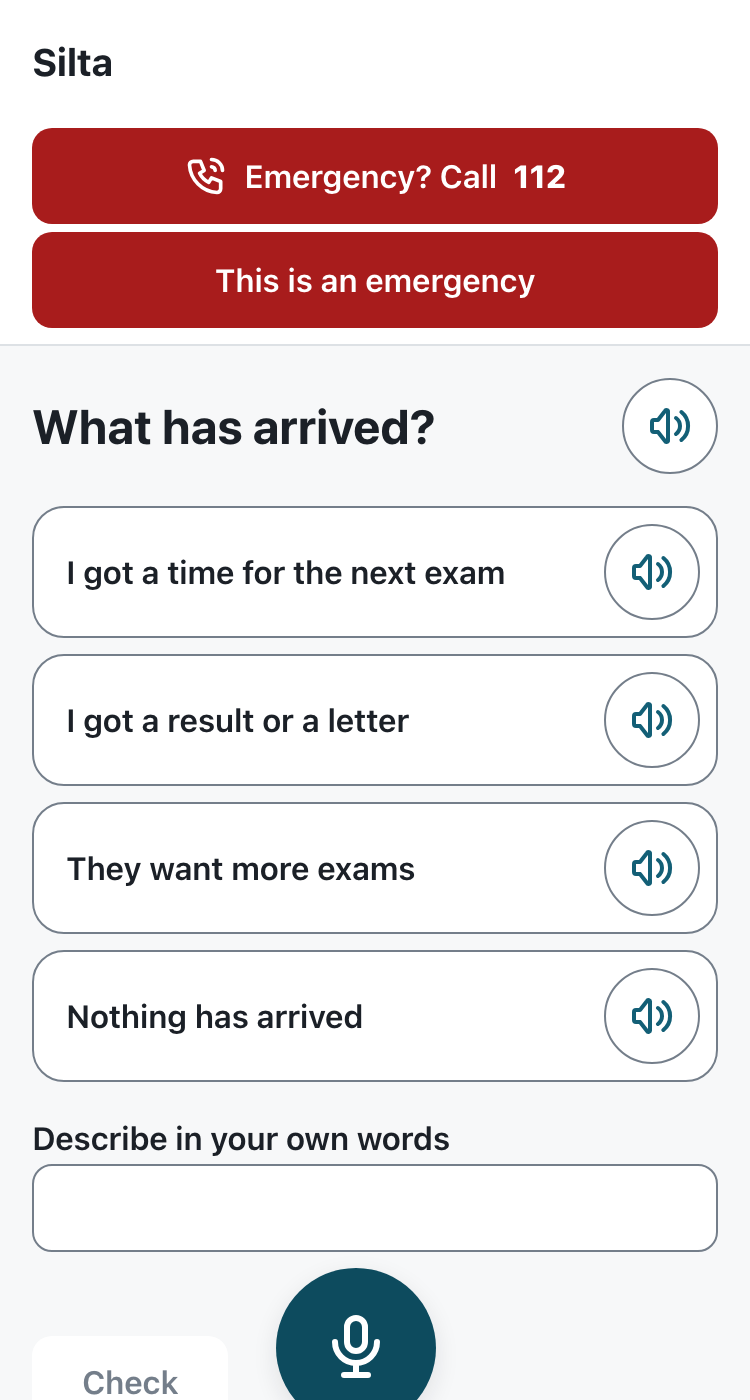 Silta
Emergency? Call 112
This is an emergency
What has arrived?
I got a time for the next exam
I got a result or a letter
They want more exams
Nothing has arrived
Describe in your own words
Check